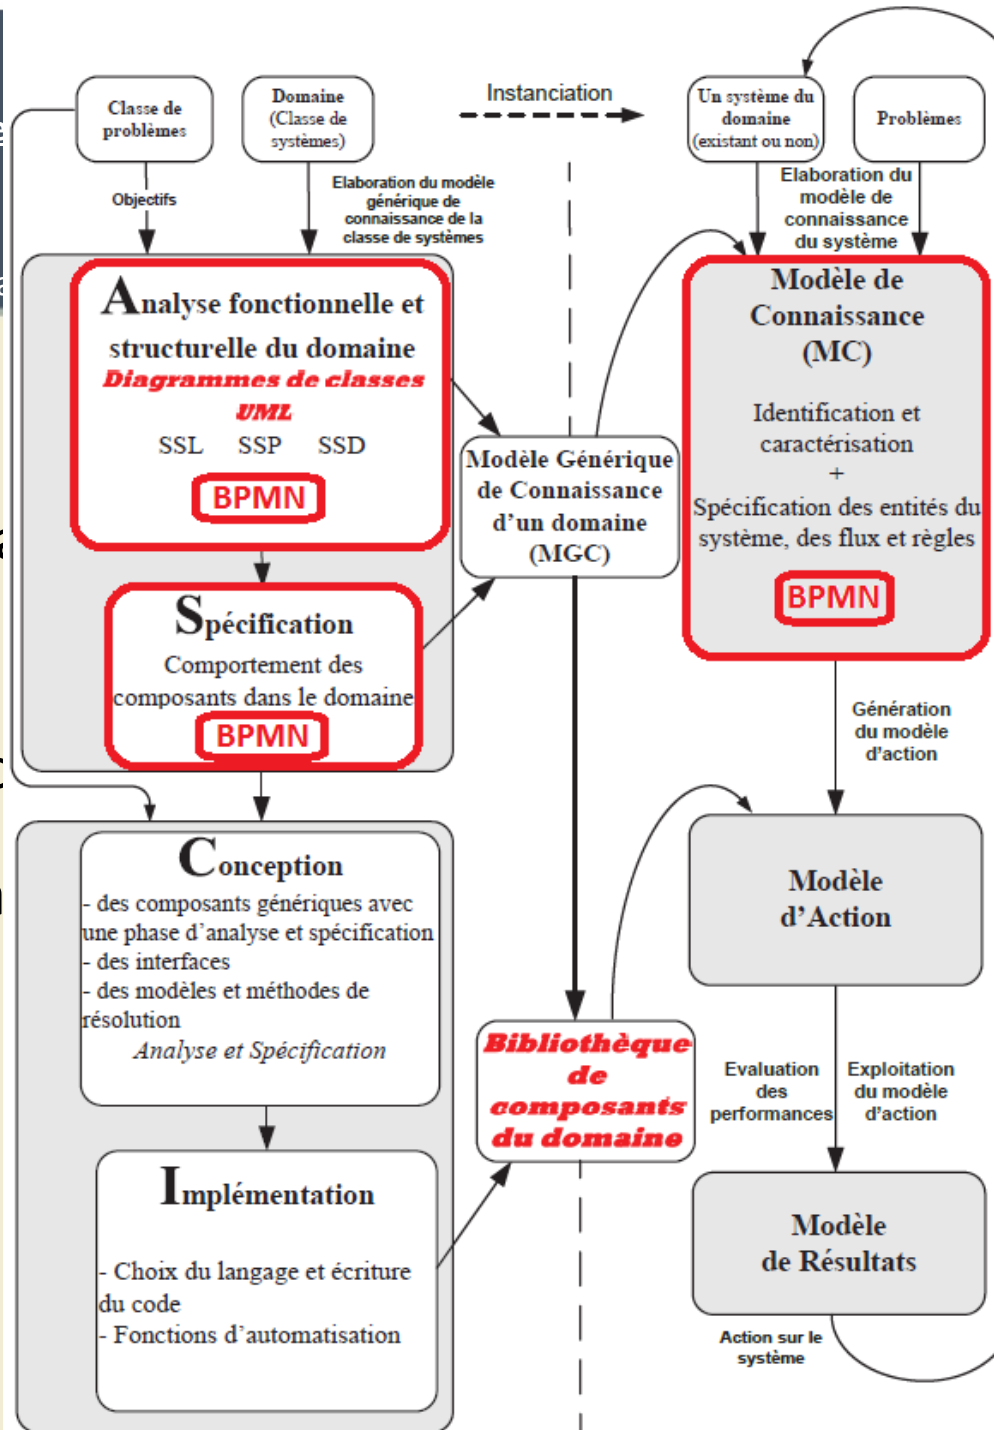 Classe de
problèmes
Domaine
(Classe de
systèmes)
Instanciation
Un système du
domaine
(existant ou non)
Problèmes
Objectifs
Elaboration du modèle
générique de
connaissance de la
classe de systèmes
Elaboration du
modèle de
connaissance
du système
Analyse fonctionnelle et
structurelle du domaine
Diagrammes de classes
UML
SSL SSP SSD
BPMN
Modèle Générique
de Connaissance
d'un domaine
(MGC)
Modèle de
Connaissance
(MC)
Identification et
caractérisation
+
Spécification des entités du
système, des flux et règles
BPMN
Spécification
Comportement des
composants dans le domaine
BPMN
Génération
du modèle
d'action
Conception
- des composants génériques avec
une phase d'analyse et spécification
- des interfaces
- des modèles et méthodes de
résolution
Analyse et Spécification
Modèle
d'Action
Bibliothèque
de
composants
du domaine
Evaluation
des
performances
Exploitation
du modèle
d'action
Implémentation
- Choix du langage et écriture
du code
- Fonctions d'automatisation
Modèle
de Résultats
Action sur le
système